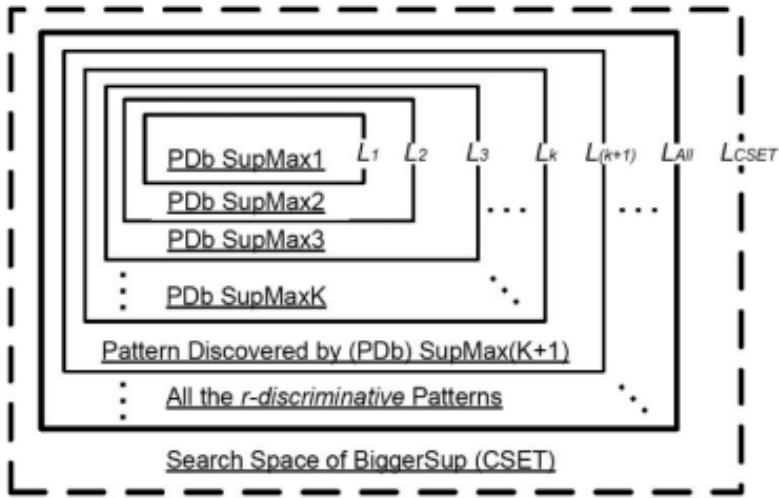 PDb SupMax1 L1 L2 L3 Lk L(k+1) LAll LCSET
PDb SupMax2
PDb SupMax3
PDb SupMaxK
Pattern Discovered by (PDb) SupMax(K+1)
All the r-discriminative Patterns
Search Space of BiggerSup (CSET)